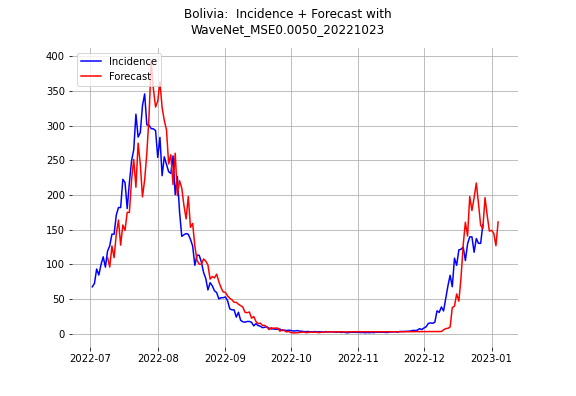 Bolivia:  Incidence + Forecast with
WaveNet_MSE0.0050_20221023
Incidence
Forecast
400
350
300
250
200
150
100
50
0
2022-07 2022-08 2022-09 2022-10 2022-11 2022-12 2023-01